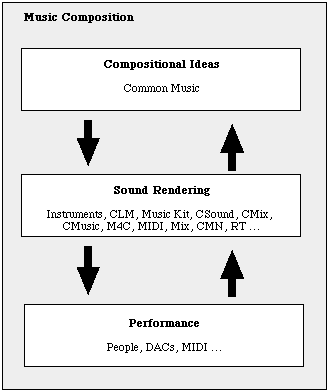 Music Composition
Compositional Ideas
Common Music
Sound Rendering
Instruments, CLM, Music Kit, CSound, CMix,
CMusic, M4C, MIDI, Mix, CMN, RT ...
Performance
People, DACs, MIDI ...